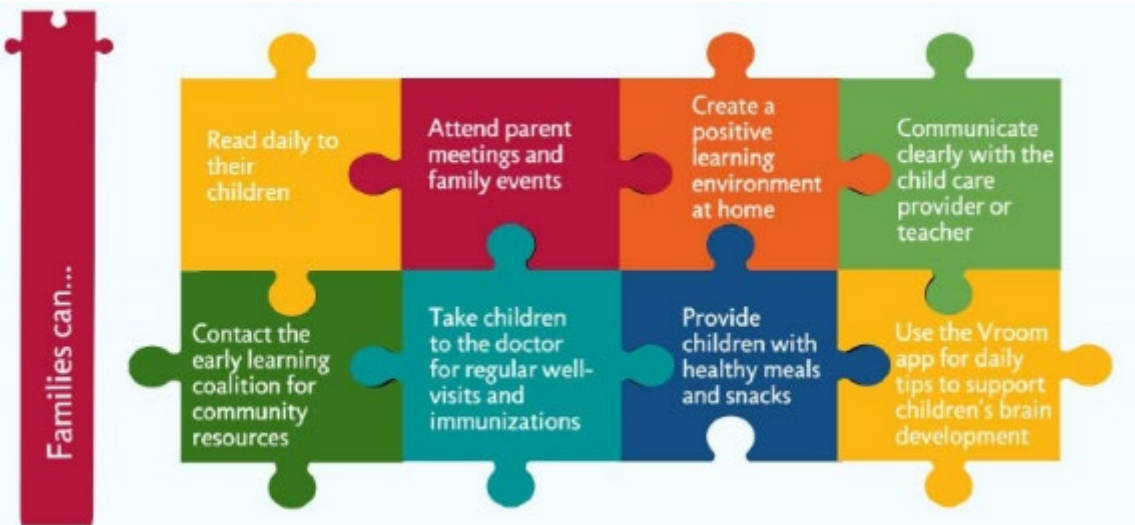 Families can...
Read daily to
their
children
Attend parent
meetings and
family events
Create a
positive
learning
environment
at home
Communicate
clearly with the
child care
provider or
teacher
Contact the
early learning
coalition for
community
resources
Take children
to the doctor
for regular well-
visits and
immunizations
Provide
children with
healthy meals
and snacks
Use the Vroom
app for daily
tips to support
children's brain
development